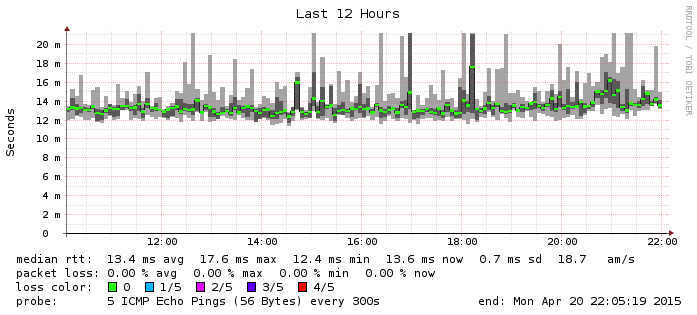 Last 12 Hours
RRDTOOL / TOBI OETIKER
Seconds
20 m
18 m
16 m
14 m
12 m
10 m
8 m
6 m
4 m
2 m
0
12:00 14:00 16:00 18:00 20:00 22:00
median rtt: 13.4 ms avg 17.6 ms max 12.4 ms min 13.6 ms now 0.7 ms sd 18.7 am/s
packet loss: 0.00 % avg 0.00 % max 0.00 % min 0.00 % now
loss color: 0 1/5 2/5 3/5 4/5
probe: 5 ICMP Echo Pings (56 Bytes) every 300s end: Mon Apr 20 22:05:19 2015